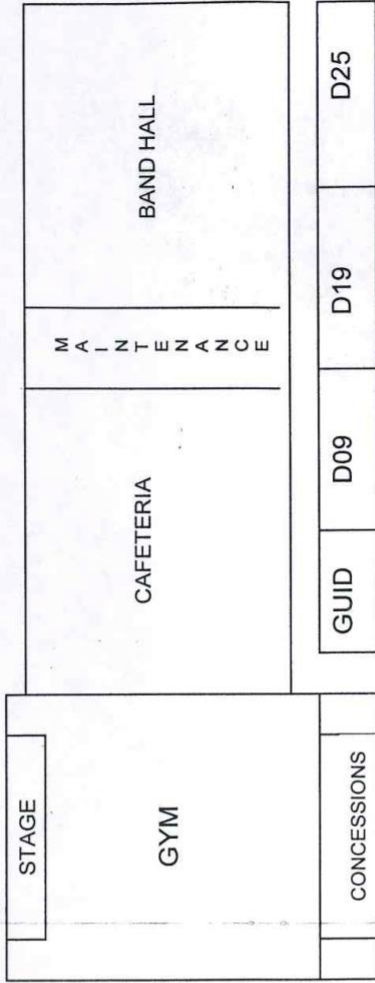 STAGE
GYM
CONCESSIONS
CAFETERIA
MAINTENANCE
BAND HALL
GUID
D09
D19
D25